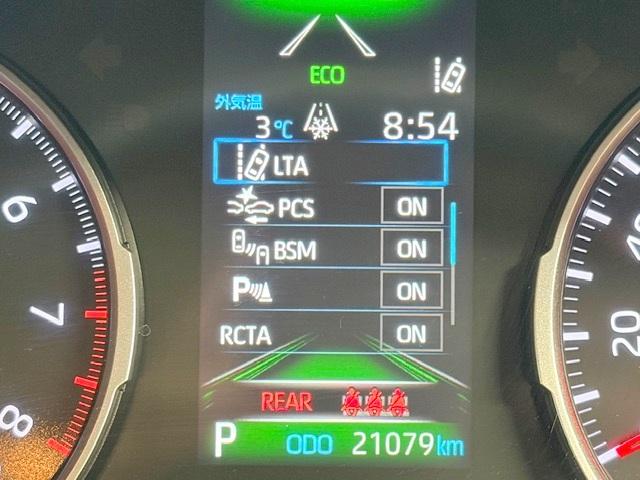 ECO
外気温
3℃ 8:54
LTA
PCS ON
BSM ON
P ON
RCTA ON
REAR
P ODO 21079km
6
7
8
20